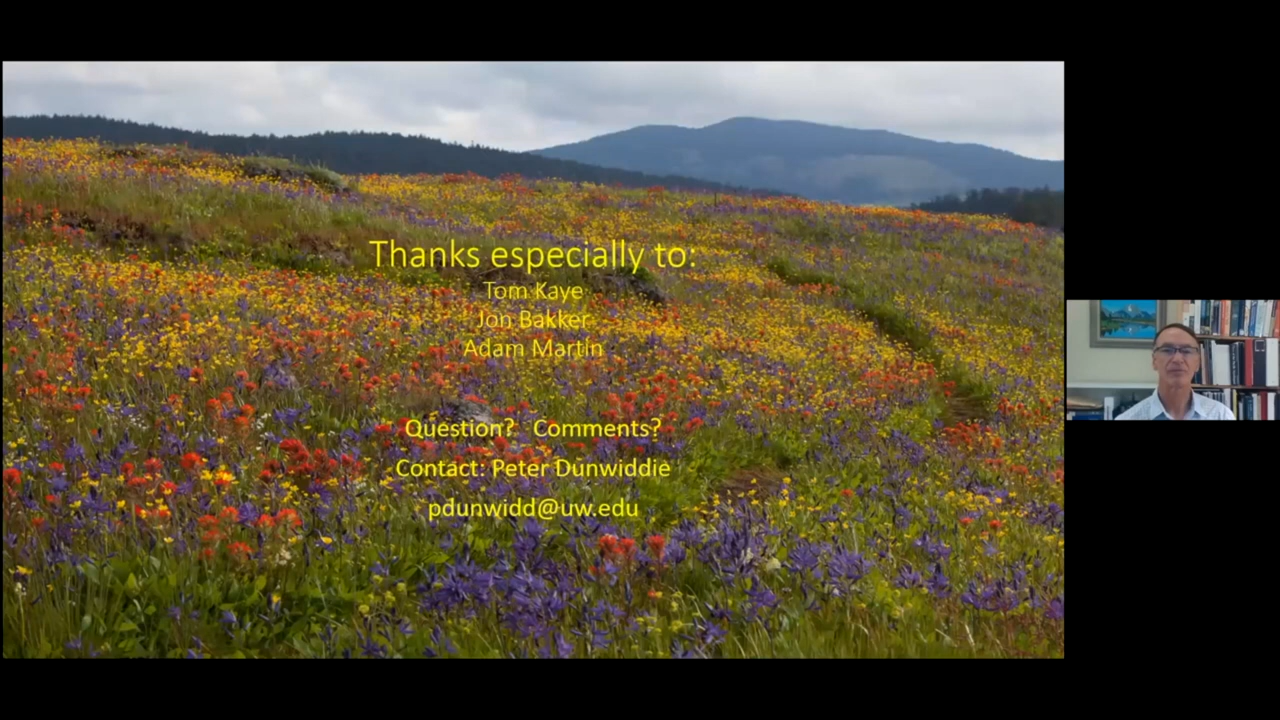 Thanks especially to:
Tom Kaye
Jon Bakker
Adam Martin
Question? Comments?
Contact: Peter Dunwiddie
pdunwidd@uw.edu